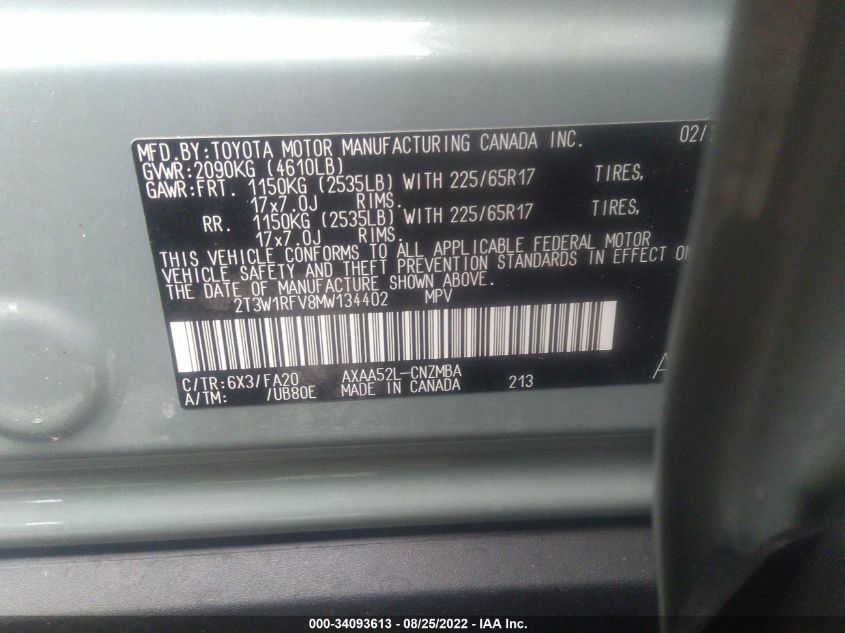 MFD.BY:TOYOTA MOTOR MANUFACTURING CANADA INC. 02/
GVWR:2090KG (4610LB)
GAWR:FRT. 1150KG (2535LB) WITH 225/65R17 TIRES,
17x7.0J RIMS.
RR. 1150KG (2535LB) WITH 225/65R17 TIRES,
17x7.0J RIMS.
THIS VEHICLE CONFORMS TO ALL APPLICABLE FEDERAL MOTOR
VEHICLE SAFETY AND THEFT PREVENTION STANDARDS IN EFFECT ON
THE DATE OF MANUFACTURE SHOWN ABOVE.
2T3W1RFV8MW134402 MPV
C/TR:6X3/FA20 AXAA52L-CNZMBA
A/TM: /UB80E MADE IN CANADA 213 A
000-34093613 - 08/25/2022 - IAA Inc.